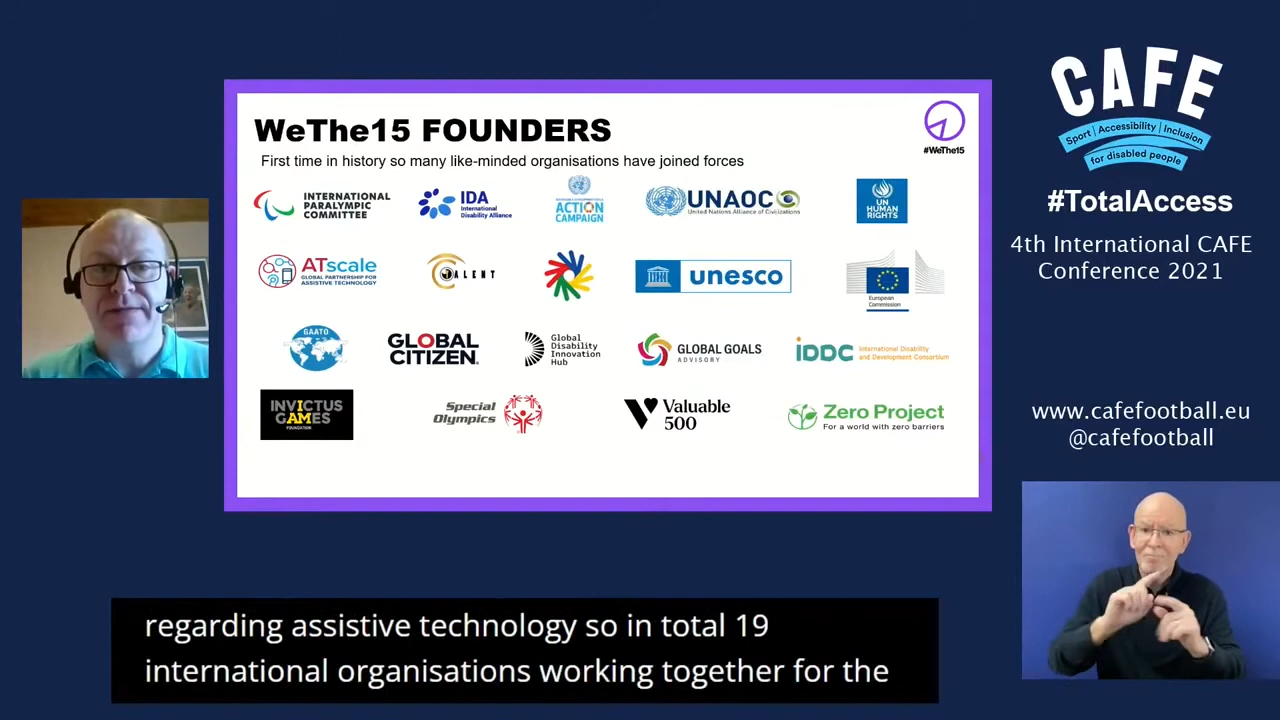 WeThe15 FOUNDERS
First time in history so many like-minded organisations have joined forces
#WeThe15
INTERNATIONAL
PARALYMPIC
COMMITTEE
IDA
International
Disability Alliance
ACTION
CAMPAIGN
UNAOC
United Nations Alliance of Civilizations
UN
HUMAN
RIGHTS
ATscale
GLOBAL PARTNERSHIP FOR
ASSISTIVE TECHNOLOGY
TALENT
unesco
European
Commission
GAATO
GLOBAL
CITIZEN.
Global
Disability
Innovation
Hub
GLOBAL GOALS
ADVISORY
IDDC
International Disability
and Development Consortium
INVICTUS
GAMES
FOUNDATION
Special
Olympics
Valuable
500
Zero Project
For a world with zero barriers
CAFE
Sport | Accessibility | Inclusion
for disabled people
#TotalAccess
4th International CAFE
Conference 2021
www.cafefootball.eu
@cafefootball
regarding assistive technology so in total 19
international organisations working together for the